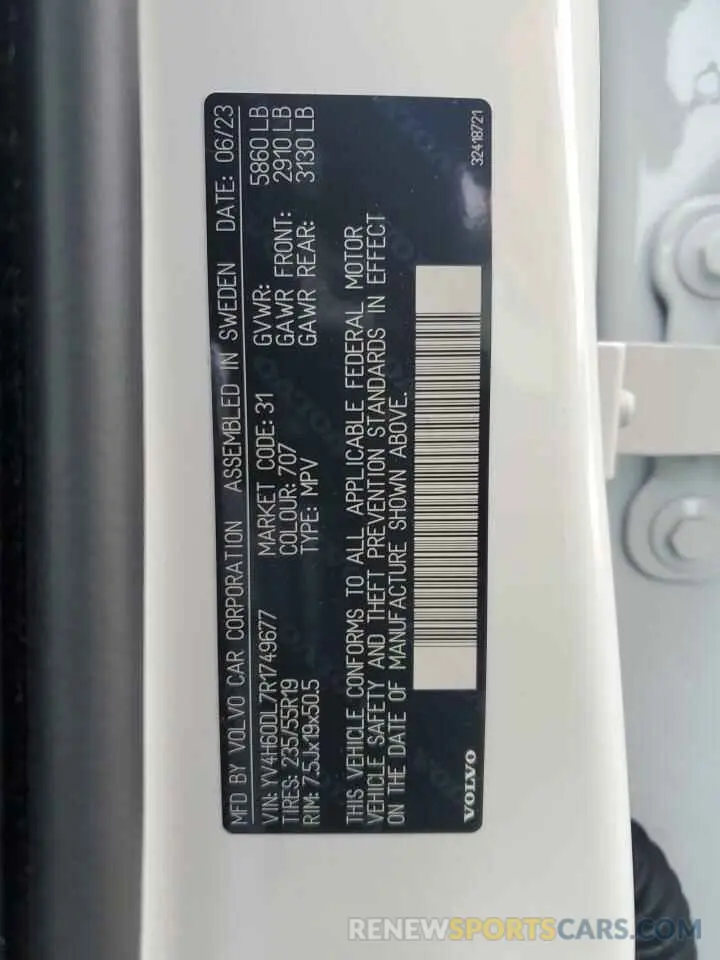 MFD BY VOLVO CAR CORPORATION ASSEMBLED IN SWEDEN DATE: 06/23
VIN: YV4H60DL7R1749677 MARKET CODE: 31 GVWR: 5860 LB
TIRES: 235/55R19 COLOUR: 707 GAWR FRONT: 2910 LB
RIM: 7.5Jx19x50.5 TYPE: MPV GAWR REAR: 3130 LB
THIS VEHICLE CONFORMS TO ALL APPLICABLE FEDERAL MOTOR
VEHICLE SAFETY AND THEFT PREVENTION STANDARDS IN EFFECT
ON THE DATE OF MANUFACTURE SHOWN ABOVE.
VOLVO
32418721
RENEWSPORTSCARS.COM